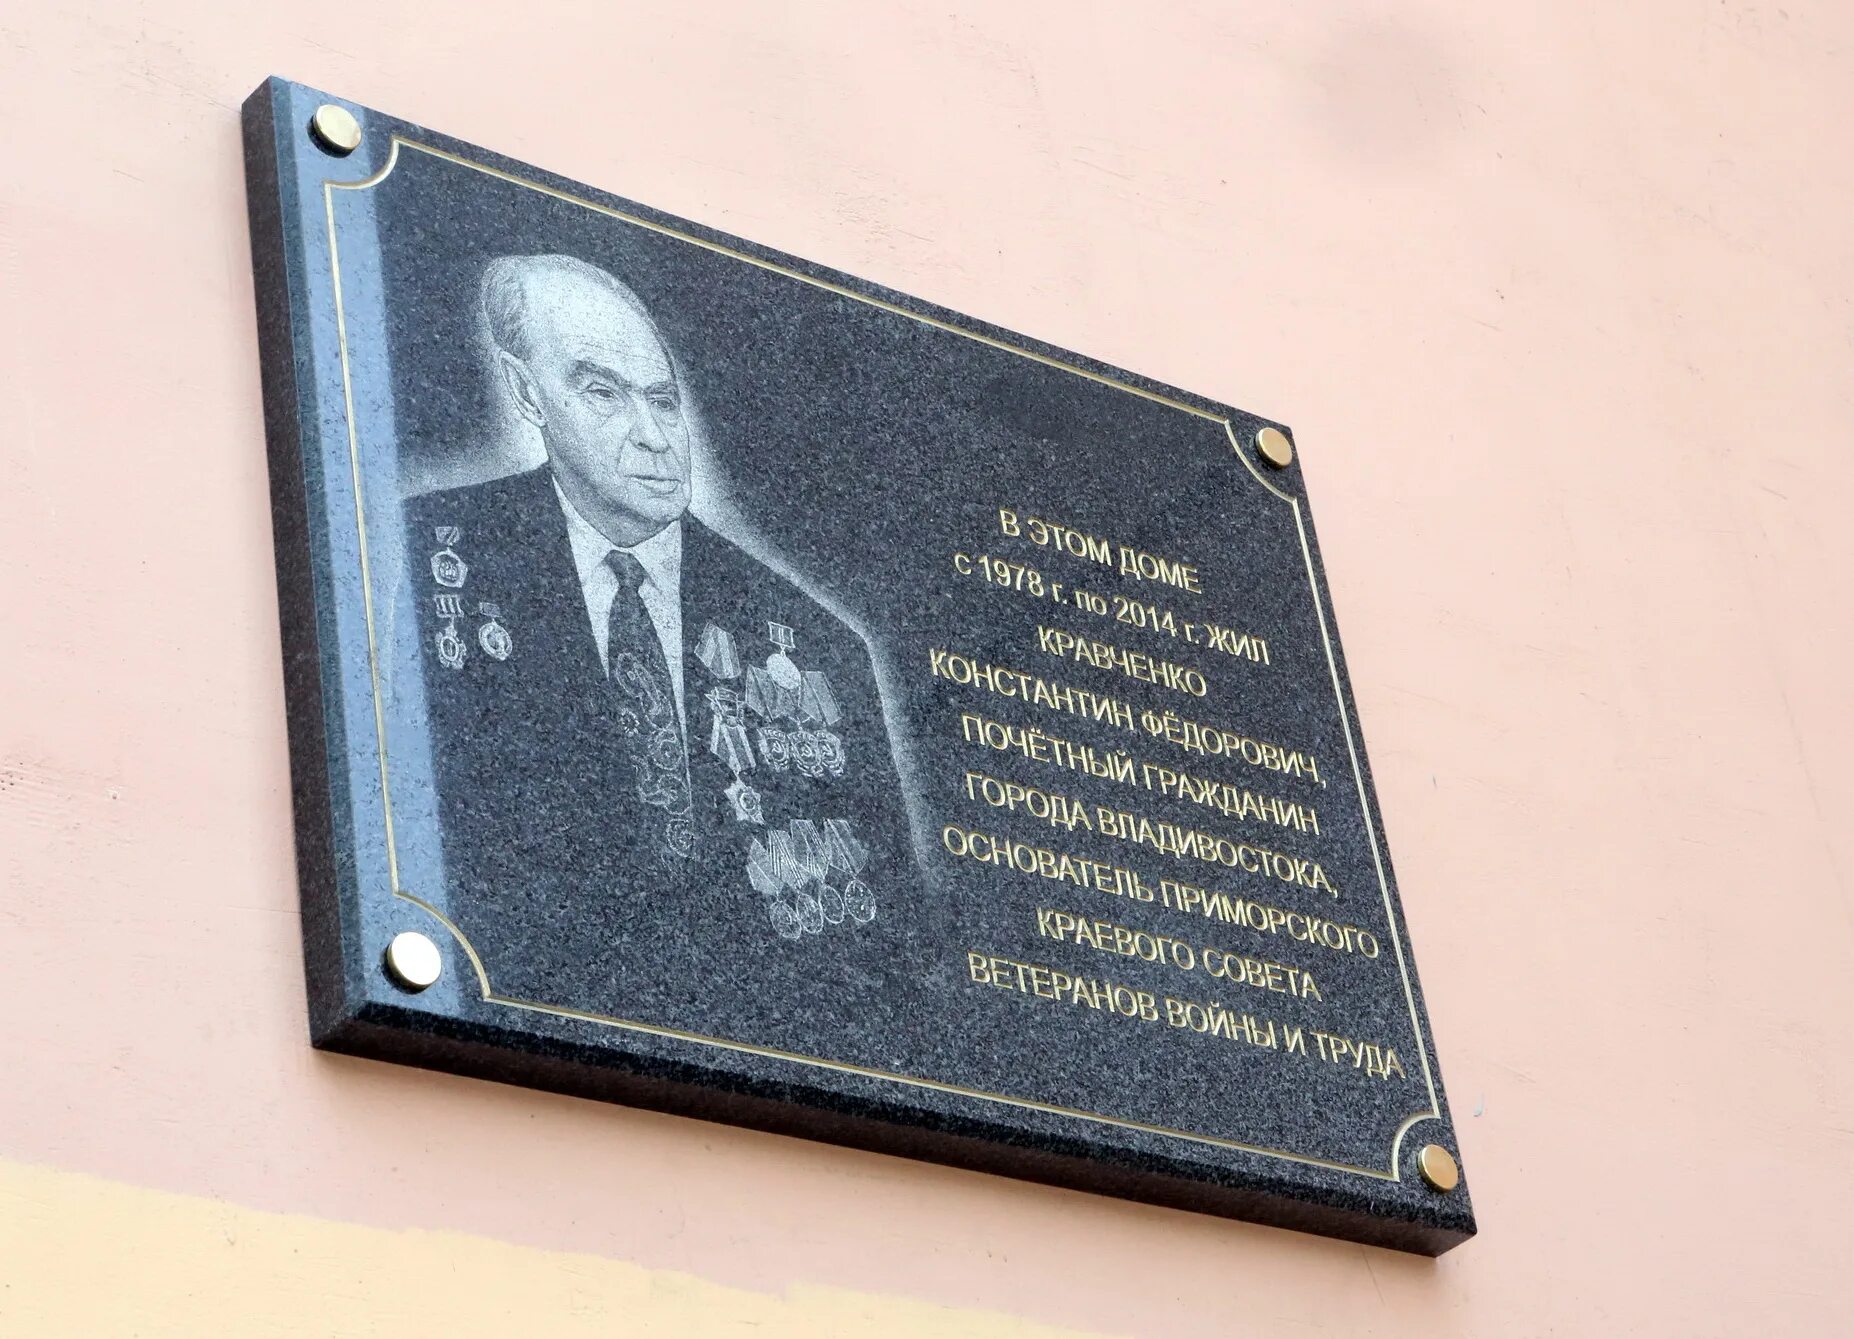 В ЭТОМ ДОМЕ
с 1978 г. по 2014 г. ЖИЛ
КРАВЧЕНКО
КОНСТАНТИН ФЁДОРОВИЧ,
ПОЧЁТНЫЙ ГРАЖДАНИН
ГОРОДА ВЛАДИВОСТОКА,
ОСНОВАТЕЛЬ ПРИМОРСКОГО
КРАЕВОГО СОВЕТА
ВЕТЕРАНОВ ВОЙНЫ И ТРУДА